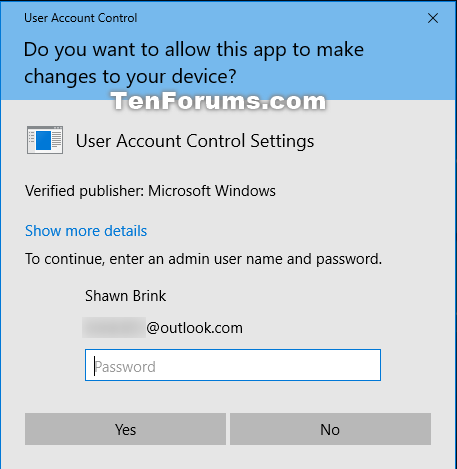 User Account Control
Do you want to allow this app to make
changes to your device?
TenForums.com
User Account Control Settings
Verified publisher: Microsoft Windows
Show more details
To continue, enter an admin user name and password.
Shawn Brink
@outlook.com
Password
Yes
No